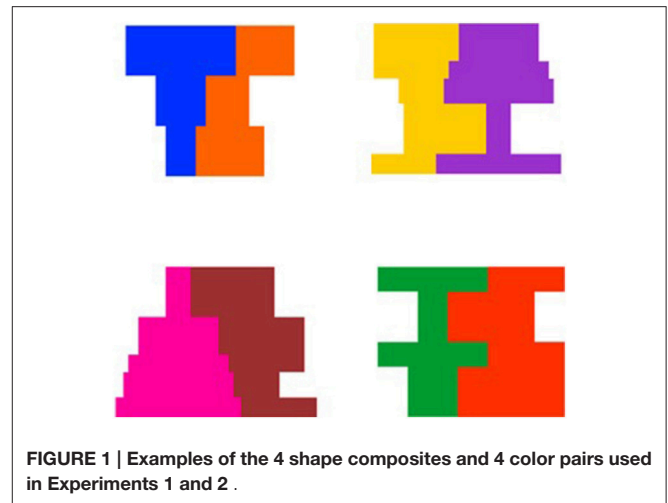 FIGURE 1 | Examples of the 4 shape composites and 4 color pairs used
in Experiments 1 and 2 .